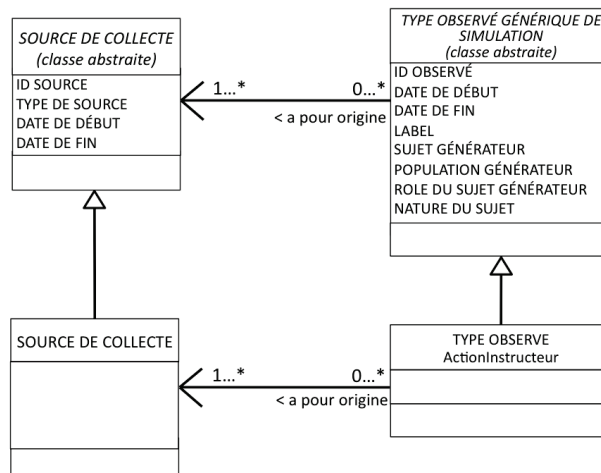 SOURCE DE COLLECTE
(classe abstraite)
ID SOURCE
TYPE DE SOURCE
DATE DE DÉBUT
DATE DE FIN
1...*
0...*
< a pour origine
TYPE OBSERVÉ GÉNÉRIQUE DE
SIMULATION
(classe abstraite)
ID OBSERVÉ
DATE DE DÉBUT
DATE DE FIN
LABEL
SUJET GÉNÉRATEUR
POPULATION GÉNÉRATEUR
ROLE DU SUJET GÉNÉRATEUR
NATURE DU SUJET
SOURCE DE COLLECTE
1...*
0...*
< a pour origine
TYPE OBSERVE
ActionInstructeur